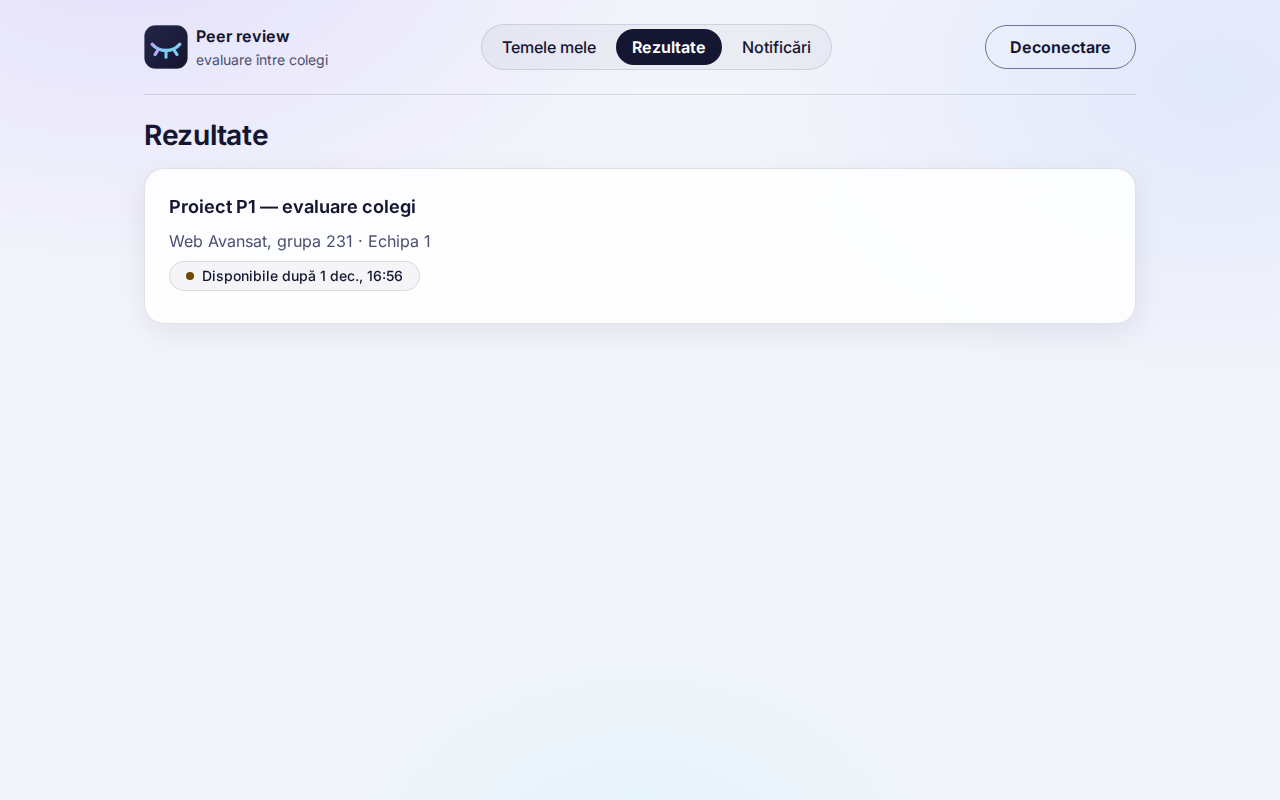 Peer review
evaluare între colegi
Temele mele
Rezultate
Notificări
Deconectare
Rezultate
Proiect P1 — evaluare colegi
Web Avansat, grupa 231 · Echipa 1
Disponibile după 1 dec., 16:56